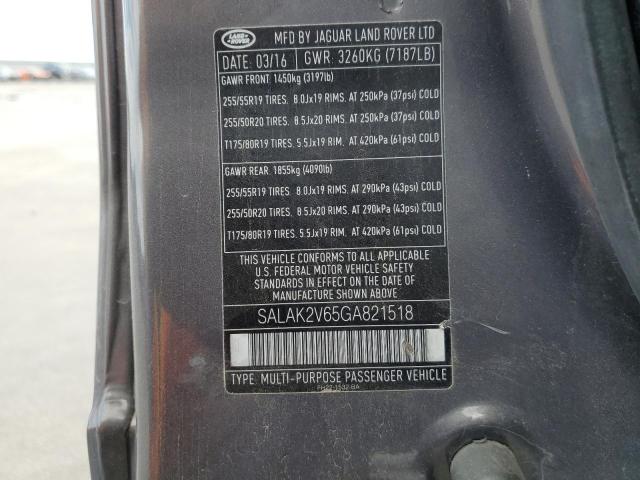 LAND ROVER
MFD BY JAGUAR LAND ROVER LTD
DATE: 03/16 GWR: 3260KG (7187LB)
GAWR FRONT: 1450kg (3197lb)
255/55R19 TIRES. 8.0Jx19 RIMS. AT 250kPa (37psi) COLD
255/50R20 TIRES. 8.5Jx20 RIMS. AT 250kPa (37psi) COLD
T175/80R19 TIRES. 5.5Jx19 RIM. AT 420kPa (61psi) COLD
GAWR REAR. 1855kg (4090lb)
255/55R19 TIRES. 8.0Jx19 RIM. AT 290kPa (43psi) COLD
255/50R20 TIRES. 8.5Jx20 RIM. AT 290kPa (43psi) COLD
T175/80R19 TIRES. 5.5Jx19 RIM. AT 420kPa (61psi) COLD
THIS VEHICLE CONFORMS TO ALL APPLICABLE
U.S. FEDERAL MOTOR VEHICLE SAFETY
STANDARDS IN EFFECT ON THE DATE OF
MANUFACTURE SHOWN ABOVE.
SALAK2V65GA821518
TYPE: MULTI-PURPOSE PASSENGER VEHICLE
FH22-1532-BA